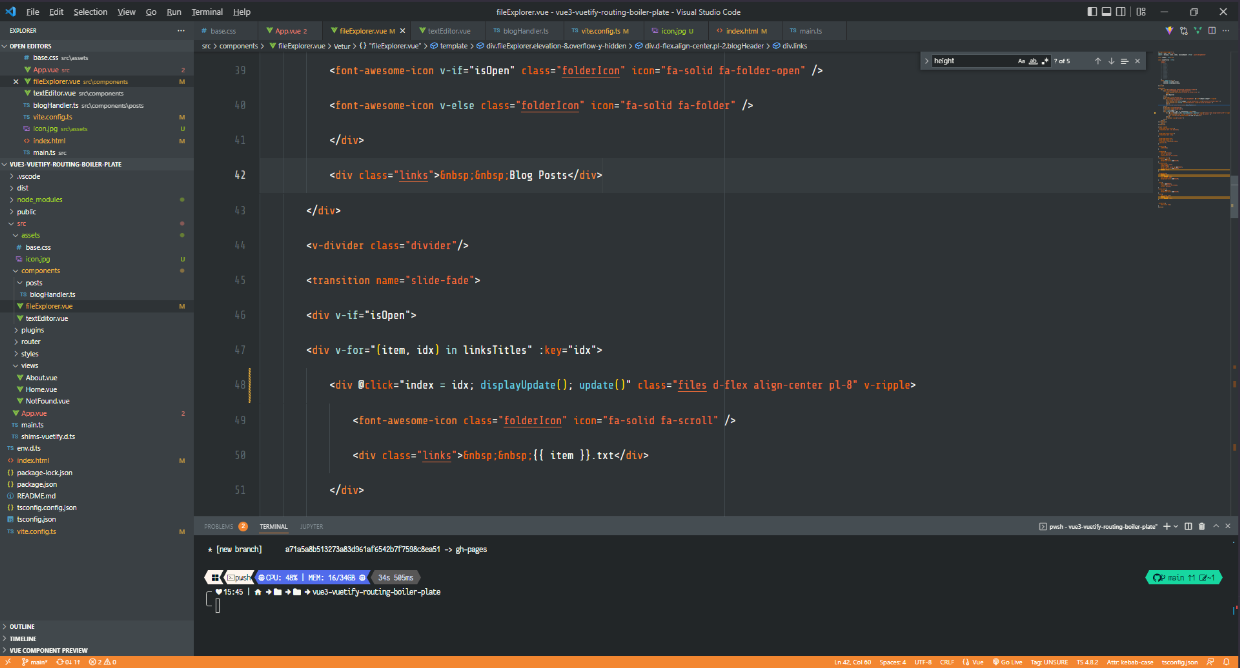 File Edit Selection View Go Run Terminal Help
fileExplorer.vue - vue3-vuetify-routing-boiler-plate - Visual Studio Code
EXPLORER
OPEN EDITORS
base.css src\assets
App.vue src 2
fileExplorer.vue src\components M
textEditor.vue src\components
blogHandler.ts src\components\posts
vite.config.ts M
icon.jpg src\assets U
index.html M
main.ts src
VUE3-VUETIFY-ROUTING-BOILER-PLATE
.vscode
dist
node_modules
public
src
assets
base.css
icon.jpg U
components
posts
blogHandler.ts
fileExplorer.vue M
textEditor.vue
plugins
router
styles
views
About.vue
Home.vue
NotFound.vue
App.vue 2
main.ts
shims-vuetify.d.ts
env.d.ts
index.html M
package-lock.json
package.json
README.md
tsconfig.config.json
tsconfig.json
vite.config.ts M
OUTLINE
TIMELINE
VUE COMPONENT PREVIEW
base.css App.vue 2 fileExplorer.vue M textEditor.vue blogHandler.ts vite.config.ts M icon.jpg U index.html M main.ts
src > components > fileExplorer.vue > Vetur > {} "fileExplorer.vue" > template > div.fileExplorer.elevation-8.overflow-y-hidden > div.d-flex.align-center.pl-2.blogHeader > div.links
height Aa ab ? of 5
39 <font-awesome-icon v-if="isOpen" class="folderIcon" icon="fa-solid fa-folder-open" />
40 <font-awesome-icon v-else class="folderIcon" icon="fa-solid fa-folder" />
41 </div>
42 <div class="links">&nbsp;&nbsp;Blog Posts</div>
43 </div>
44 <v-divider class="divider"/>
45 <transition name="slide-fade">
46 <div v-if="isOpen">
47 <div v-for="(item, idx) in linksTitles" :key="idx">
48 <div @click="index = idx; displayUpdate(); update()" class="files d-flex align-center pl-8" v-ripple>
49 <font-awesome-icon class="folderIcon" icon="fa-solid fa-scroll" />
50 <div class="links">&nbsp;&nbsp;{{ item }}.txt</div>
51 </div>
PROBLEMS 2 TERMINAL JUPYTER
pwsh - vue3-vuetify-routing-boiler-plate*
* [new branch] a71a5a8b513273a83d961af6542b7f7598c8ea51 -> gh-pages
pwsh CPU: 48% | MEM: 16/34GB 34s 505ms
main ↑1 ~1
15:45 | vue3-vuetify-routing-boiler-plate
main* 0↓ 1↑ 2 0
Ln 42, Col 60 Spaces: 4 UTF-8 CRLF Vue Go Live Tag: UNSURE TS 4.8.2 Attr: kebab-case tsconfig.json